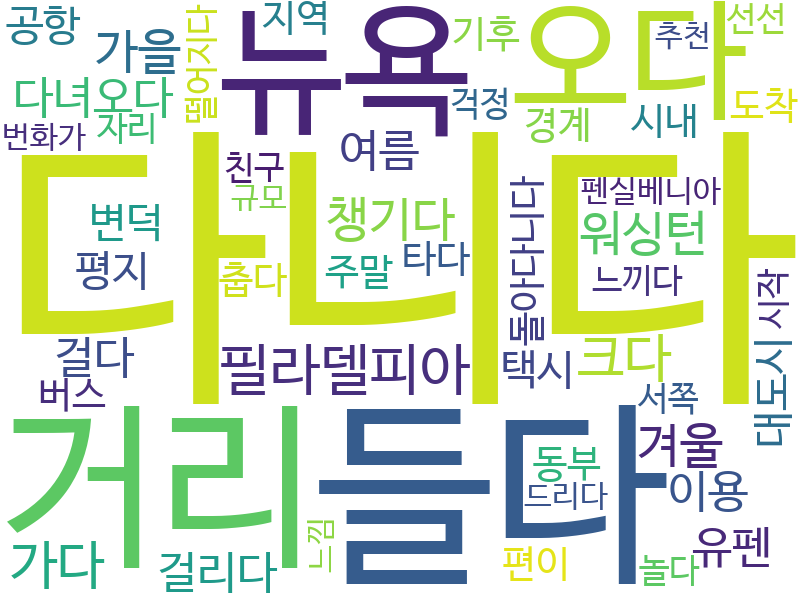 공항
가을
지역
뉴욕
기후
오다
추천
선선
다녀오다
떨어지다
걱정
경계
시내
도착
번화가
자리
여름
친구
규모
다니다
변덕
챙기다
펜실베니아
워싱턴
평지
춥다
주말
타다
돌아다니다
느끼다
시작
걸다
필라델피아
택시
크다
대도시
버스
서쪽
거리
들다
겨울
동부
드리다
이용
가다
걸리다
느낌
편이
놀다
유펜